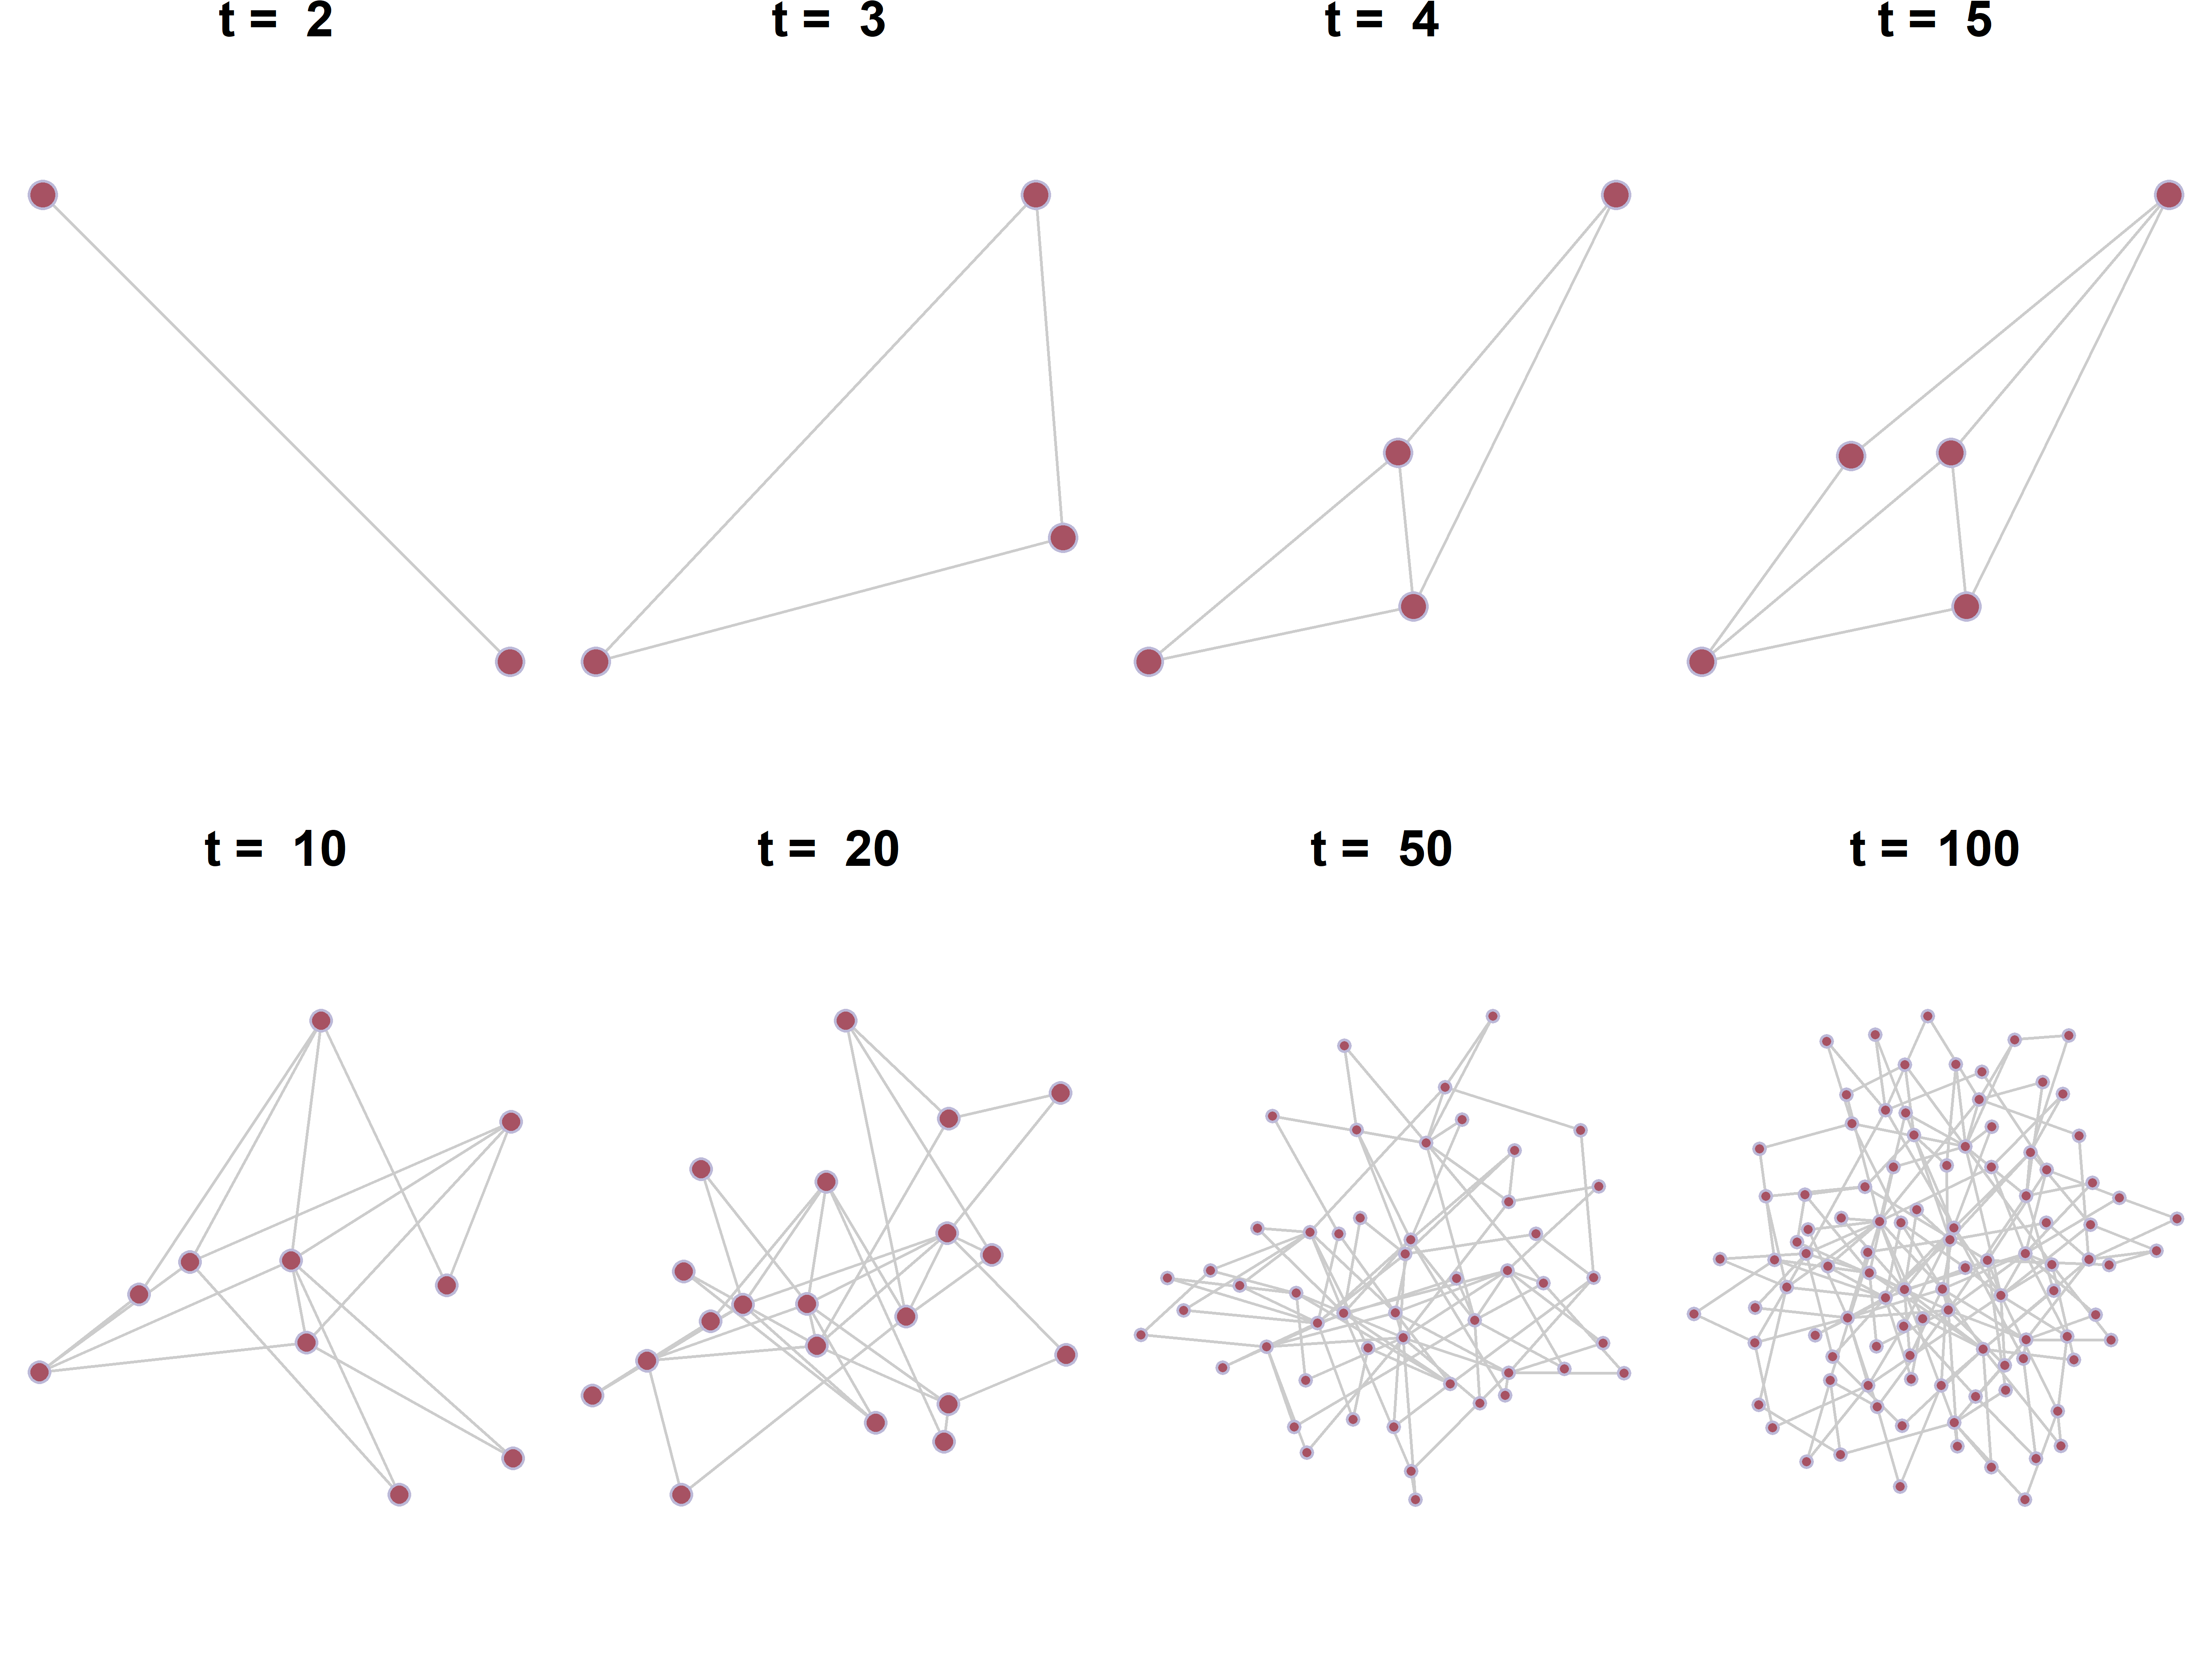 t = 2
t = 3
t = 4
t = 5
t = 10
t = 20
t = 50
t = 100